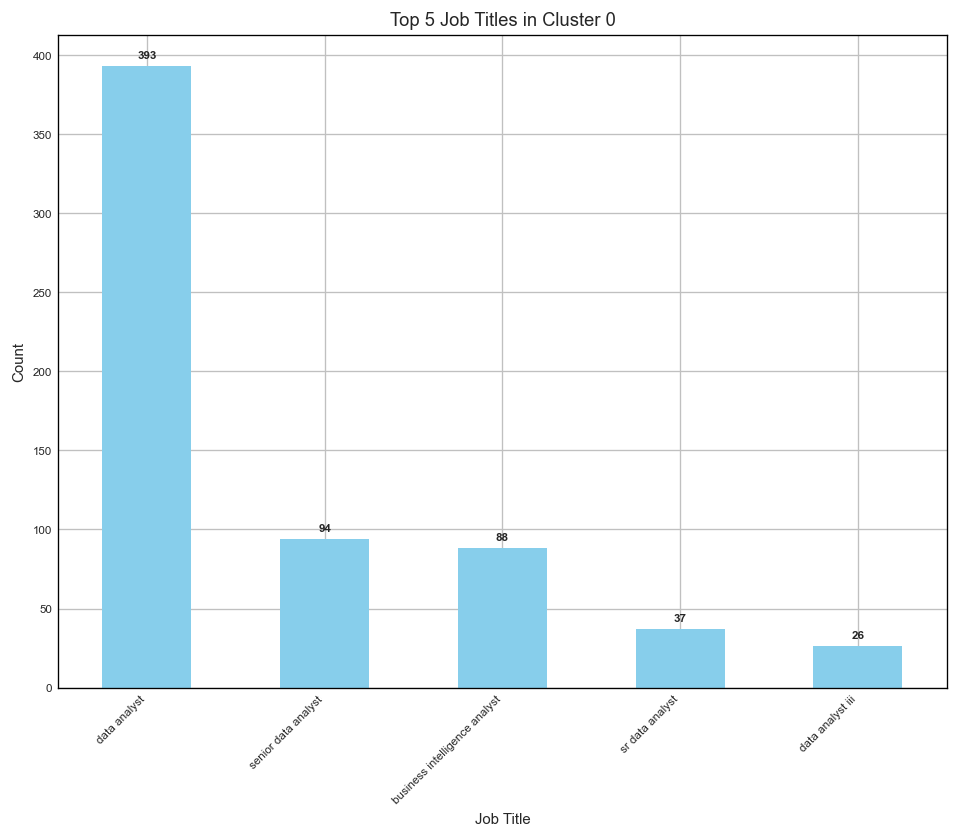 Top 5 Job Titles in Cluster 0
Count
400
350
300
250
200
150
100
50
0
393
94
88
37
26
data analyst
senior data analyst
business intelligence analyst
sr data analyst
data analyst iii
Job Title